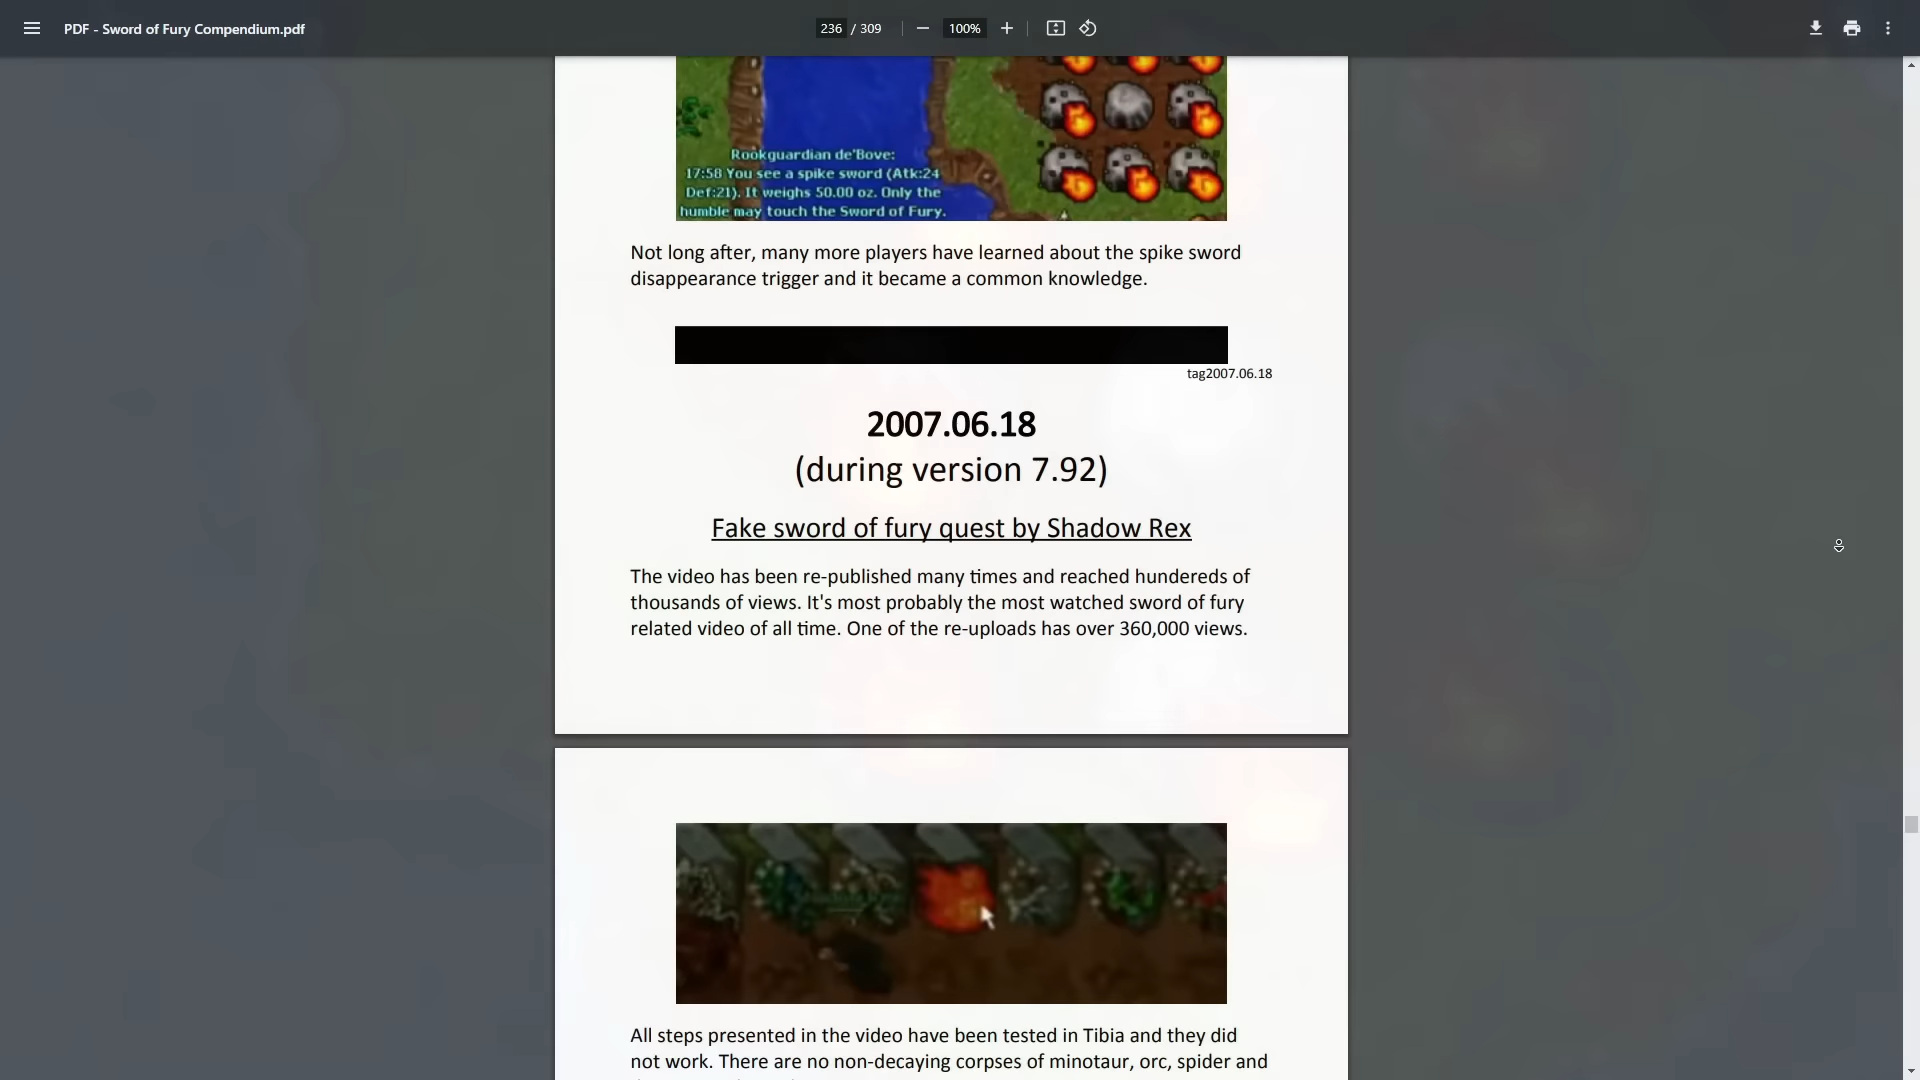 PDF - Sword of Fury Compendium.pdf
236 / 309
100%
Rookguardian de'Bove:
17:58 You see a spike sword (Atk:24
Def:21). It weighs 50.00 oz. Only the
humble may touch the Sword of Fury.
Not long after, many more players have learned about the spike sword
disappearance trigger and it became a common knowledge.
tag2007.06.18
2007.06.18
(during version 7.92)
Fake sword of fury quest by Shadow Rex
The video has been re-published many times and reached hundereds of
thousands of views. It's most probably the most watched sword of fury
related video of all time. One of the re-uploads has over 360,000 views.
All steps presented in the video have been tested in Tibia and they did
not work. There are no non-decaying corpses of minotaur, orc, spider and